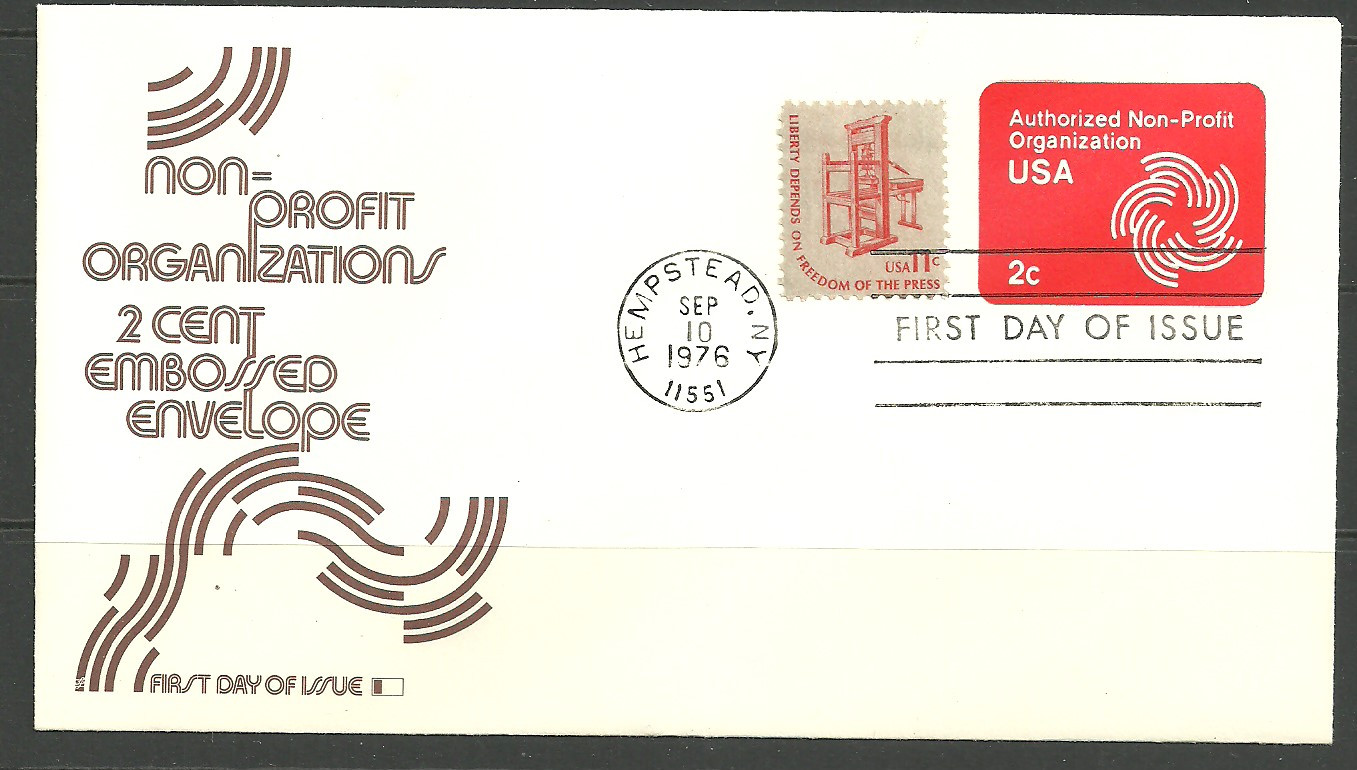 NON-
PROFIT
ORGANIZATIONS
2 CENT
EMBOSSED
ENVELOPE
FIRST DAY OF ISSUE
LIBERTY DEPENDS ON FREEDOM OF THE PRESS
USA 11c
Authorized Non-Profit
Organization
USA
2c
HEMPSTEAD, NY
SEP
10
1976
11551
FIRST DAY OF ISSUE